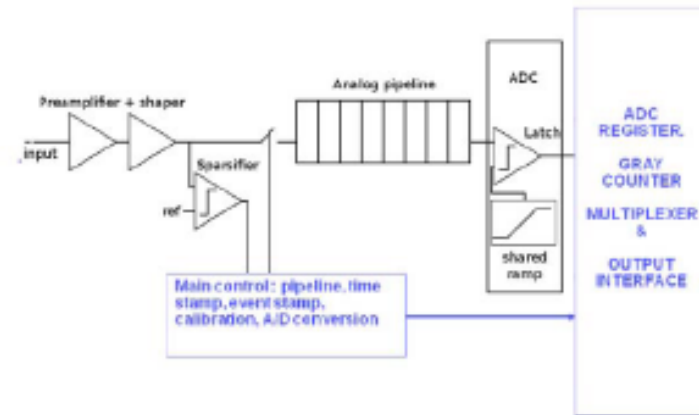 Analog pipeline
ADC
Preamplifier + shaper
Latch
input
Sparsifier
ref
shared
ramp
Main control: pipeline, time
stamp, event stamp,
calibration, A/D conversion
ADC
REGISTER.
GRAY
COUNTER
MULTIPLEXER
&
OUTPUT
INTERFACE